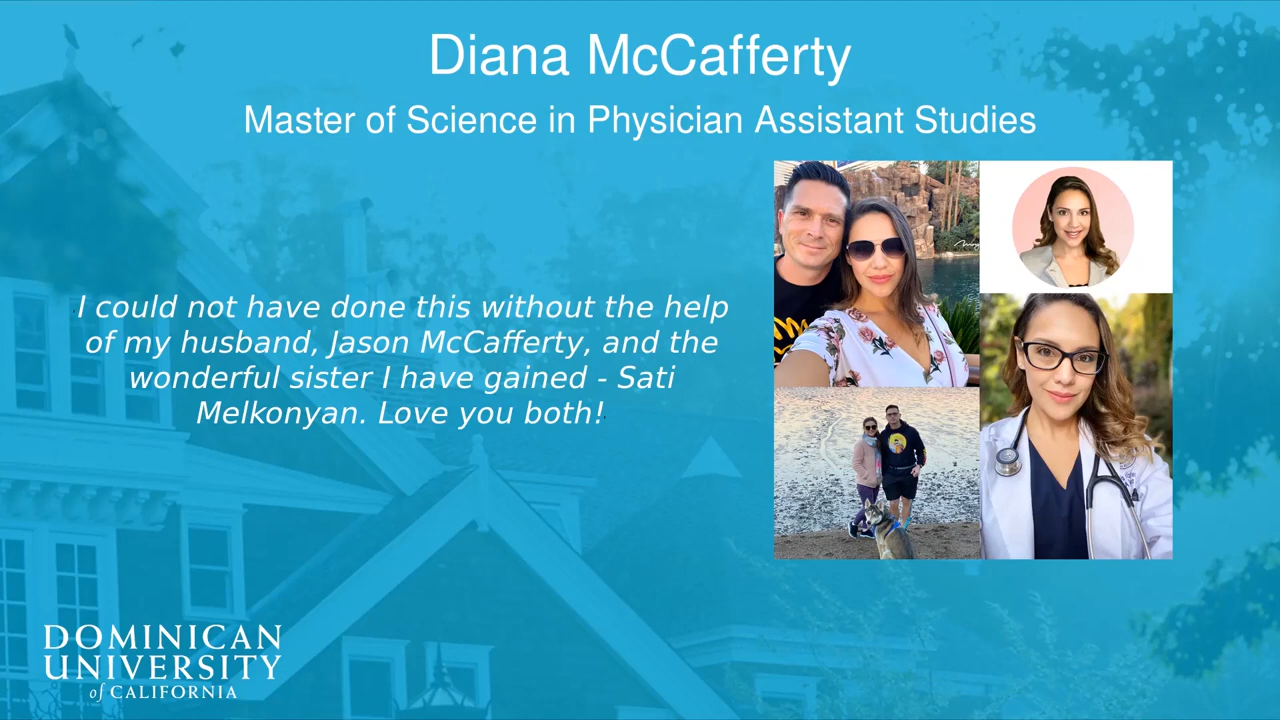 Diana McCafferty
Master of Science in Physician Assistant Studies
I could not have done this without the help
of my husband, Jason McCafferty, and the
wonderful sister I have gained - Sati
Melkonyan. Love you both!
DOMINICAN
UNIVERSITY
of CALIFORNIA